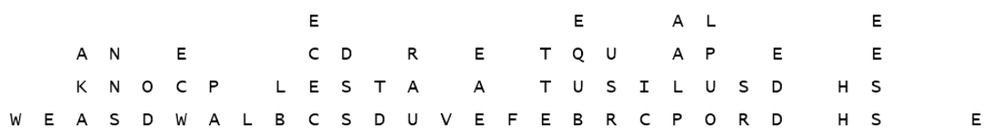 E E A L E
A N E C D R E T Q U A P E E
K N O C P L E S T A A T U S I L U S D H S
W E A S D W A L B C S D U V E F E B R C P O R D H S E